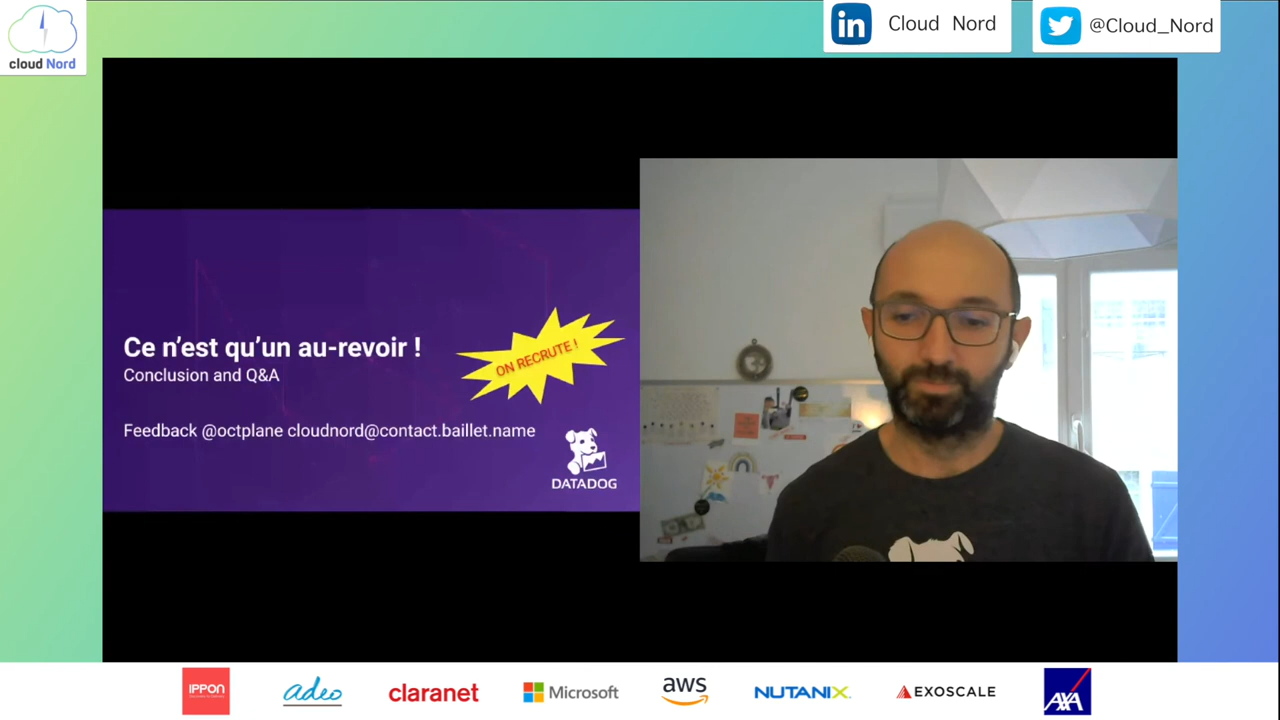 cloud Nord
in
Cloud Nord
@Cloud_Nord
Ce n’est qu’un au-revoir !
Conclusion and Q&A
ON RECRUTE !
Feedback @octplane cloudnord@contact.baillet.name
DATADOG
IPPON
adeo
claranet
Microsoft
aws
NUTANIX.
EXOSCALE
AXA